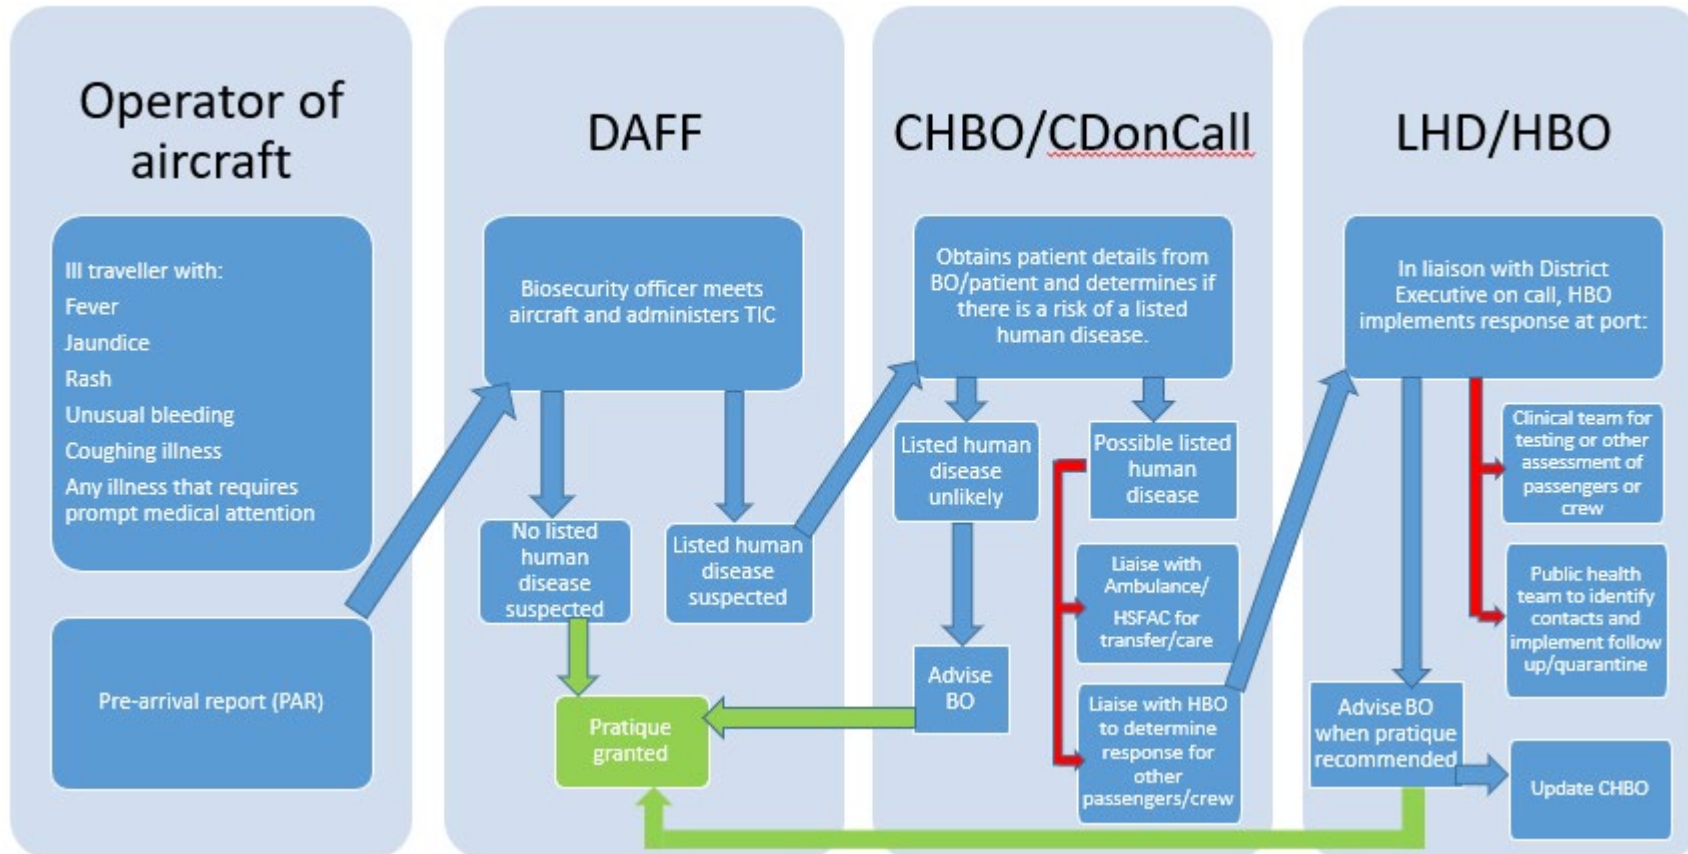 Operator of
aircraft
Ill traveller with:
Fever
Jaundice
Rash
Unusual bleeding
Coughing illness
Any illness that requires
prompt medical attention
Pre-arrival report (PAR)
DAFF
Biosecurity officer meets
aircraft and administers TIC
No listed
human
disease
suspected
Listed human
disease
suspected
Pratique
granted
CHBO/CDonCall
Obtains patient details from
BO/patient and determines if
there is a risk of a listed
human disease.
Listed human
disease
unlikely
Possible listed
human
disease
Liaise with
Ambulance/
HSFAC for
transfer/care
Advise
BO
Liaise with HBO
to determine
response for
other
passengers/crew
LHD/HBO
In liaison with District
Executive on call, HBO
implements response at port:
Clinical team for
testing or other
assessment of
passengers or
crew
Public health
team to identify
contacts and
implement follow
up/quarantine
Advise BO
when pratique
recommended
Update CHBO